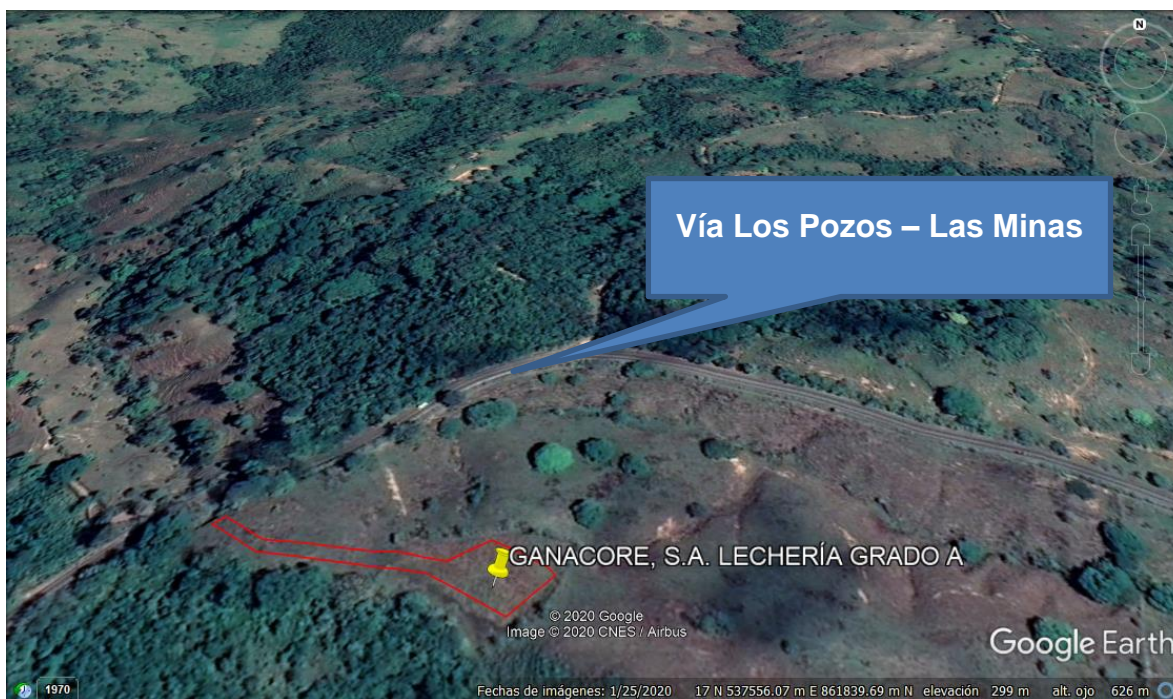 N
Vía Los Pozos – Las Minas
GANACORE, S.A. LECHERÍA GRADO A
© 2020 Google
Image © 2020 CNES / Airbus
Google Earth
1970
Fechas de imágenes: 1/25/2020 17 N 537556.07 m E 861839.69 m N elevación 299 m alt. ojo 626 m